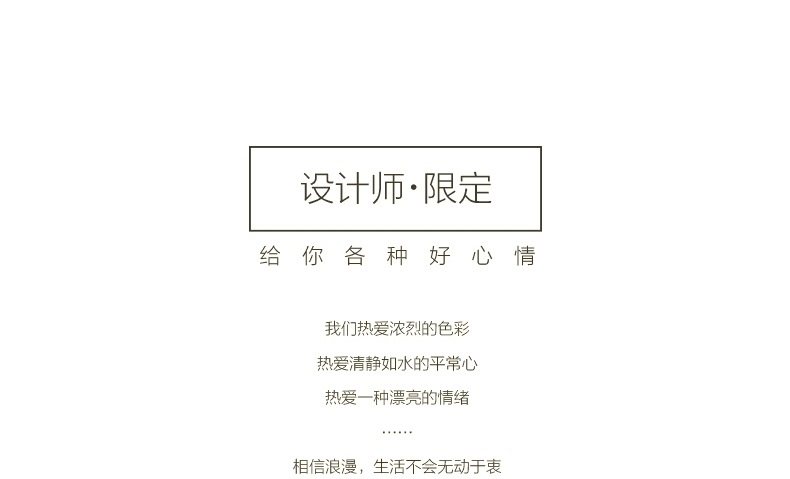 设计师·限定
给你各种好心情
我们热爱浓烈的色彩
热爱清静如水的平常心
热爱一种漂亮的情绪
……
相信浪漫，生活不会无动于衷